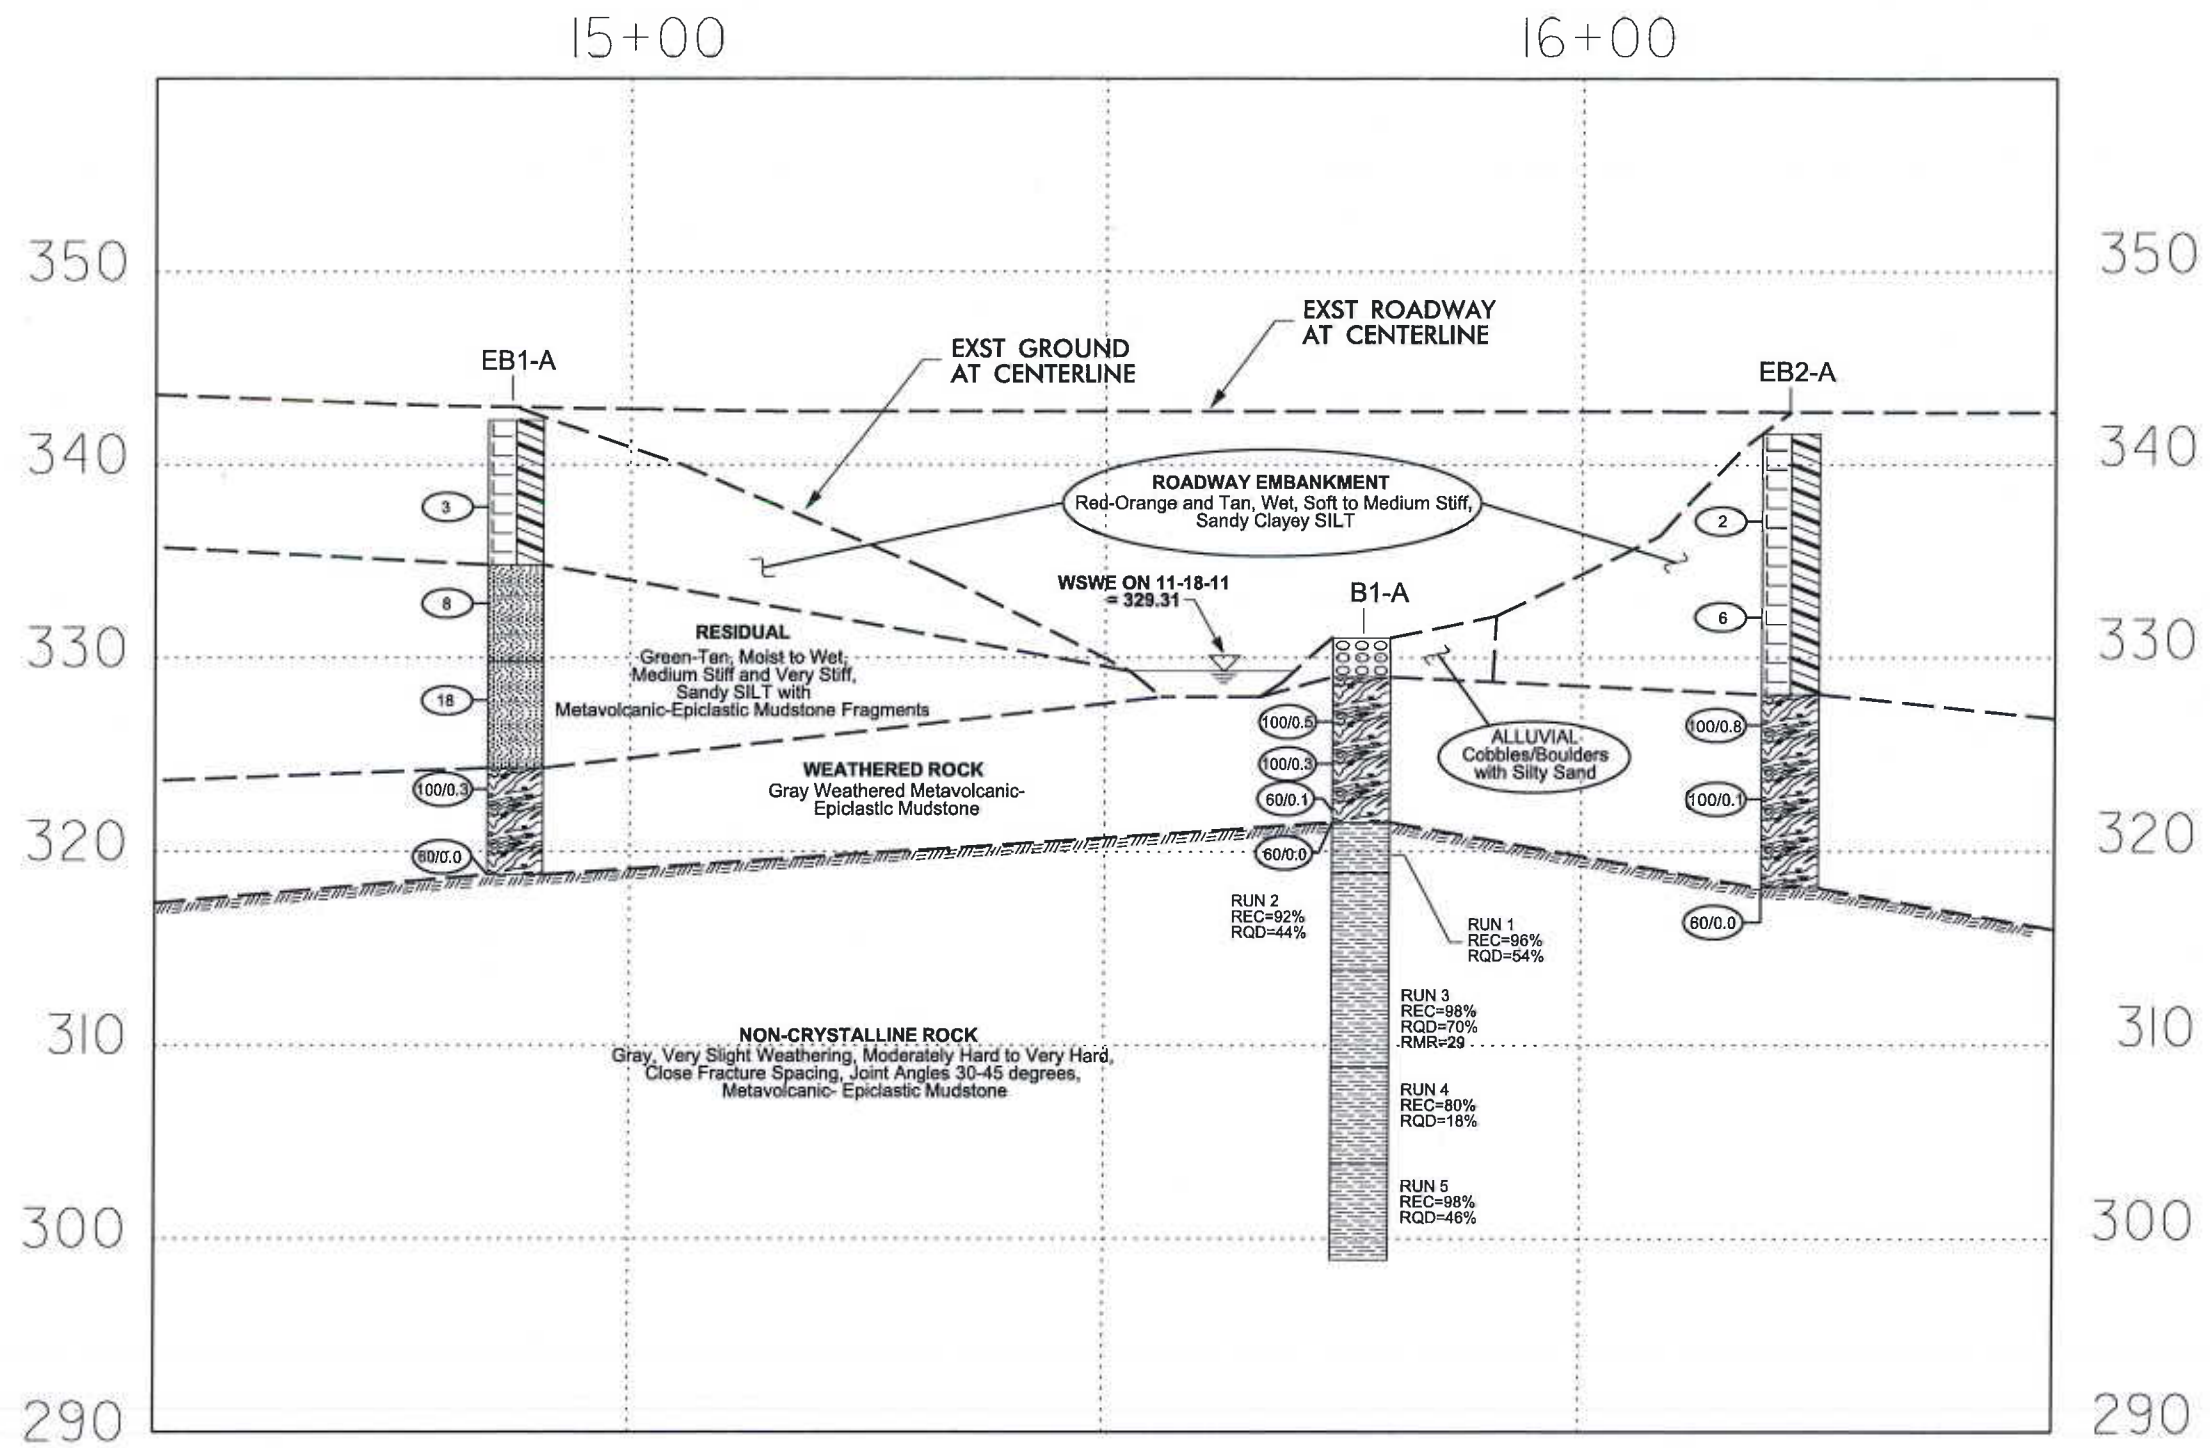 15+00
16+00
350
350
EXST ROADWAY
AT CENTERLINE
EXST GROUND
AT CENTERLINE
EB1-A
EB2-A
340
340
ROADWAY EMBANKMENT
Red-Orange and Tan, Wet, Soft to Medium Stiff,
Sandy Clayey SILT
3
2
WSWE ON 11-18-11
= 329.31
B1-A
8
6
330
330
RESIDUAL
Green-Tan, Moist to Wet,
Medium Stiff and Very Stiff,
Sandy SILT with
Metavolcanic-Epiclastic Mudstone Fragments
18
100/0.5
100/0.8
ALLUVIAL
Cobbles/Boulders
with Silty Sand
WEATHERED ROCK
Gray Weathered Metavolcanic-
Epiclastic Mudstone
100/0.3
100/0.3
60/0.1
100/0.1
320
320
60/0.0
60/0.0
60/0.0
RUN 2
REC=92%
RQD=44%
RUN 1
REC=96%
RQD=54%
RUN 3
REC=98%
RQD=70%
RMR=29
310
310
NON-CRYSTALLINE ROCK
Gray, Very Slight Weathering, Moderately Hard to Very Hard,
Close Fracture Spacing, Joint Angles 30-45 degrees,
Metavolcanic- Epiclastic Mudstone
RUN 4
REC=80%
RQD=18%
RUN 5
REC=98%
RQD=46%
300
300
290
290